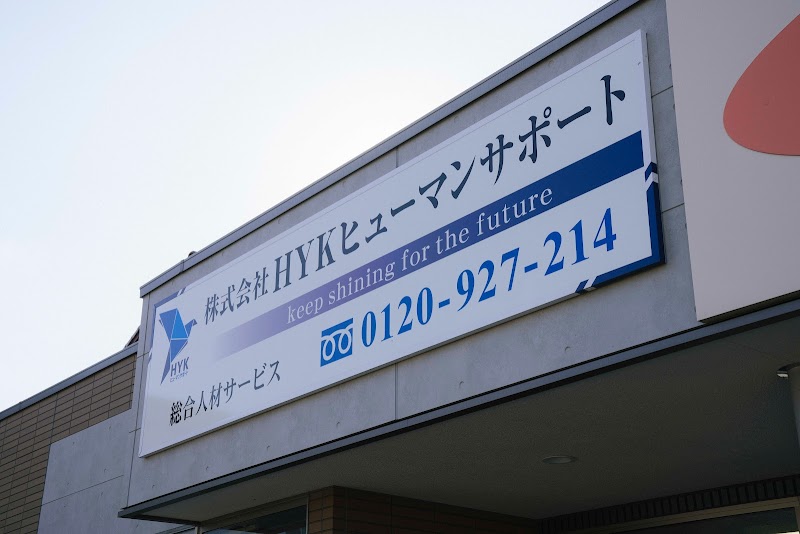 株式会社HYKヒューマンサポート
keep shining for the future
0120-927-214
HYK
総合人材サービス